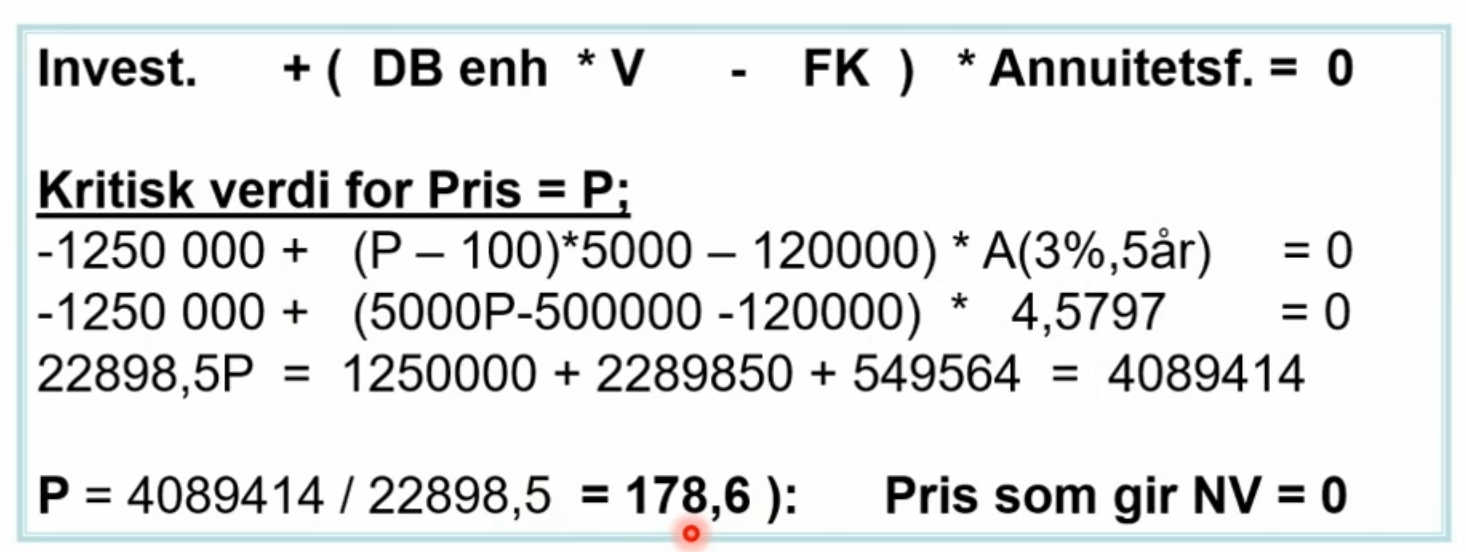 Invest. + ( DB enh * V - FK ) * Annuitetsf. = 0
Kritisk verdi for Pris = P;
-1250 000 + (P – 100)*5000 – 120000) * A(3%,5år) = 0
-1250 000 + (5000P-500000 -120000) * 4,5797 = 0
22898,5P = 1250000 + 2289850 + 549564 = 4089414
P = 4089414 / 22898,5 = 178,6 ): Pris som gir NV = 0